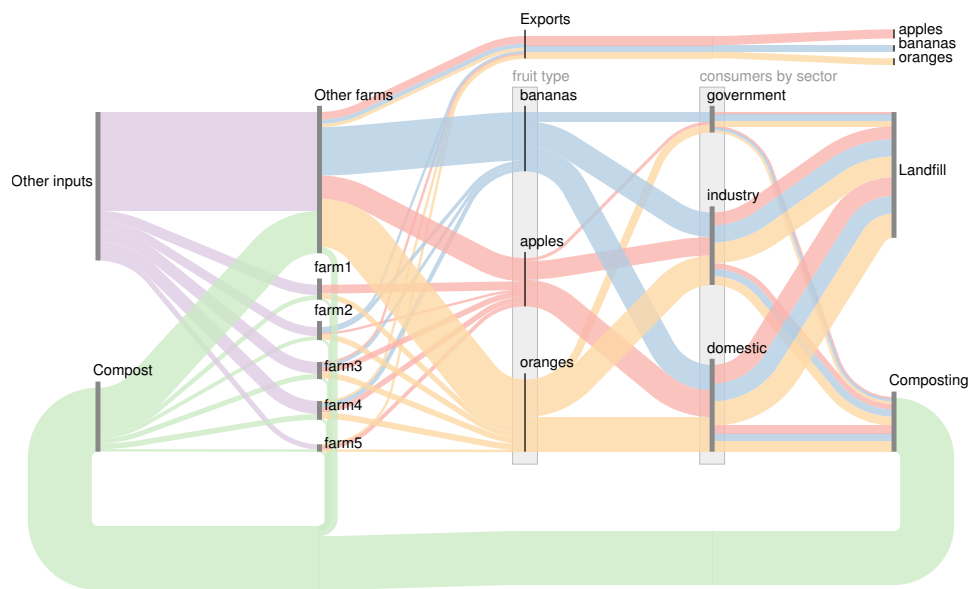 Exports
apples
bananas
oranges
fruit type
consumers by sector
Other farms
bananas
government
Other inputs
Landfill
industry
apples
farm1
farm2
domestic
farm3
oranges
Compost
Composting
farm4
farm5